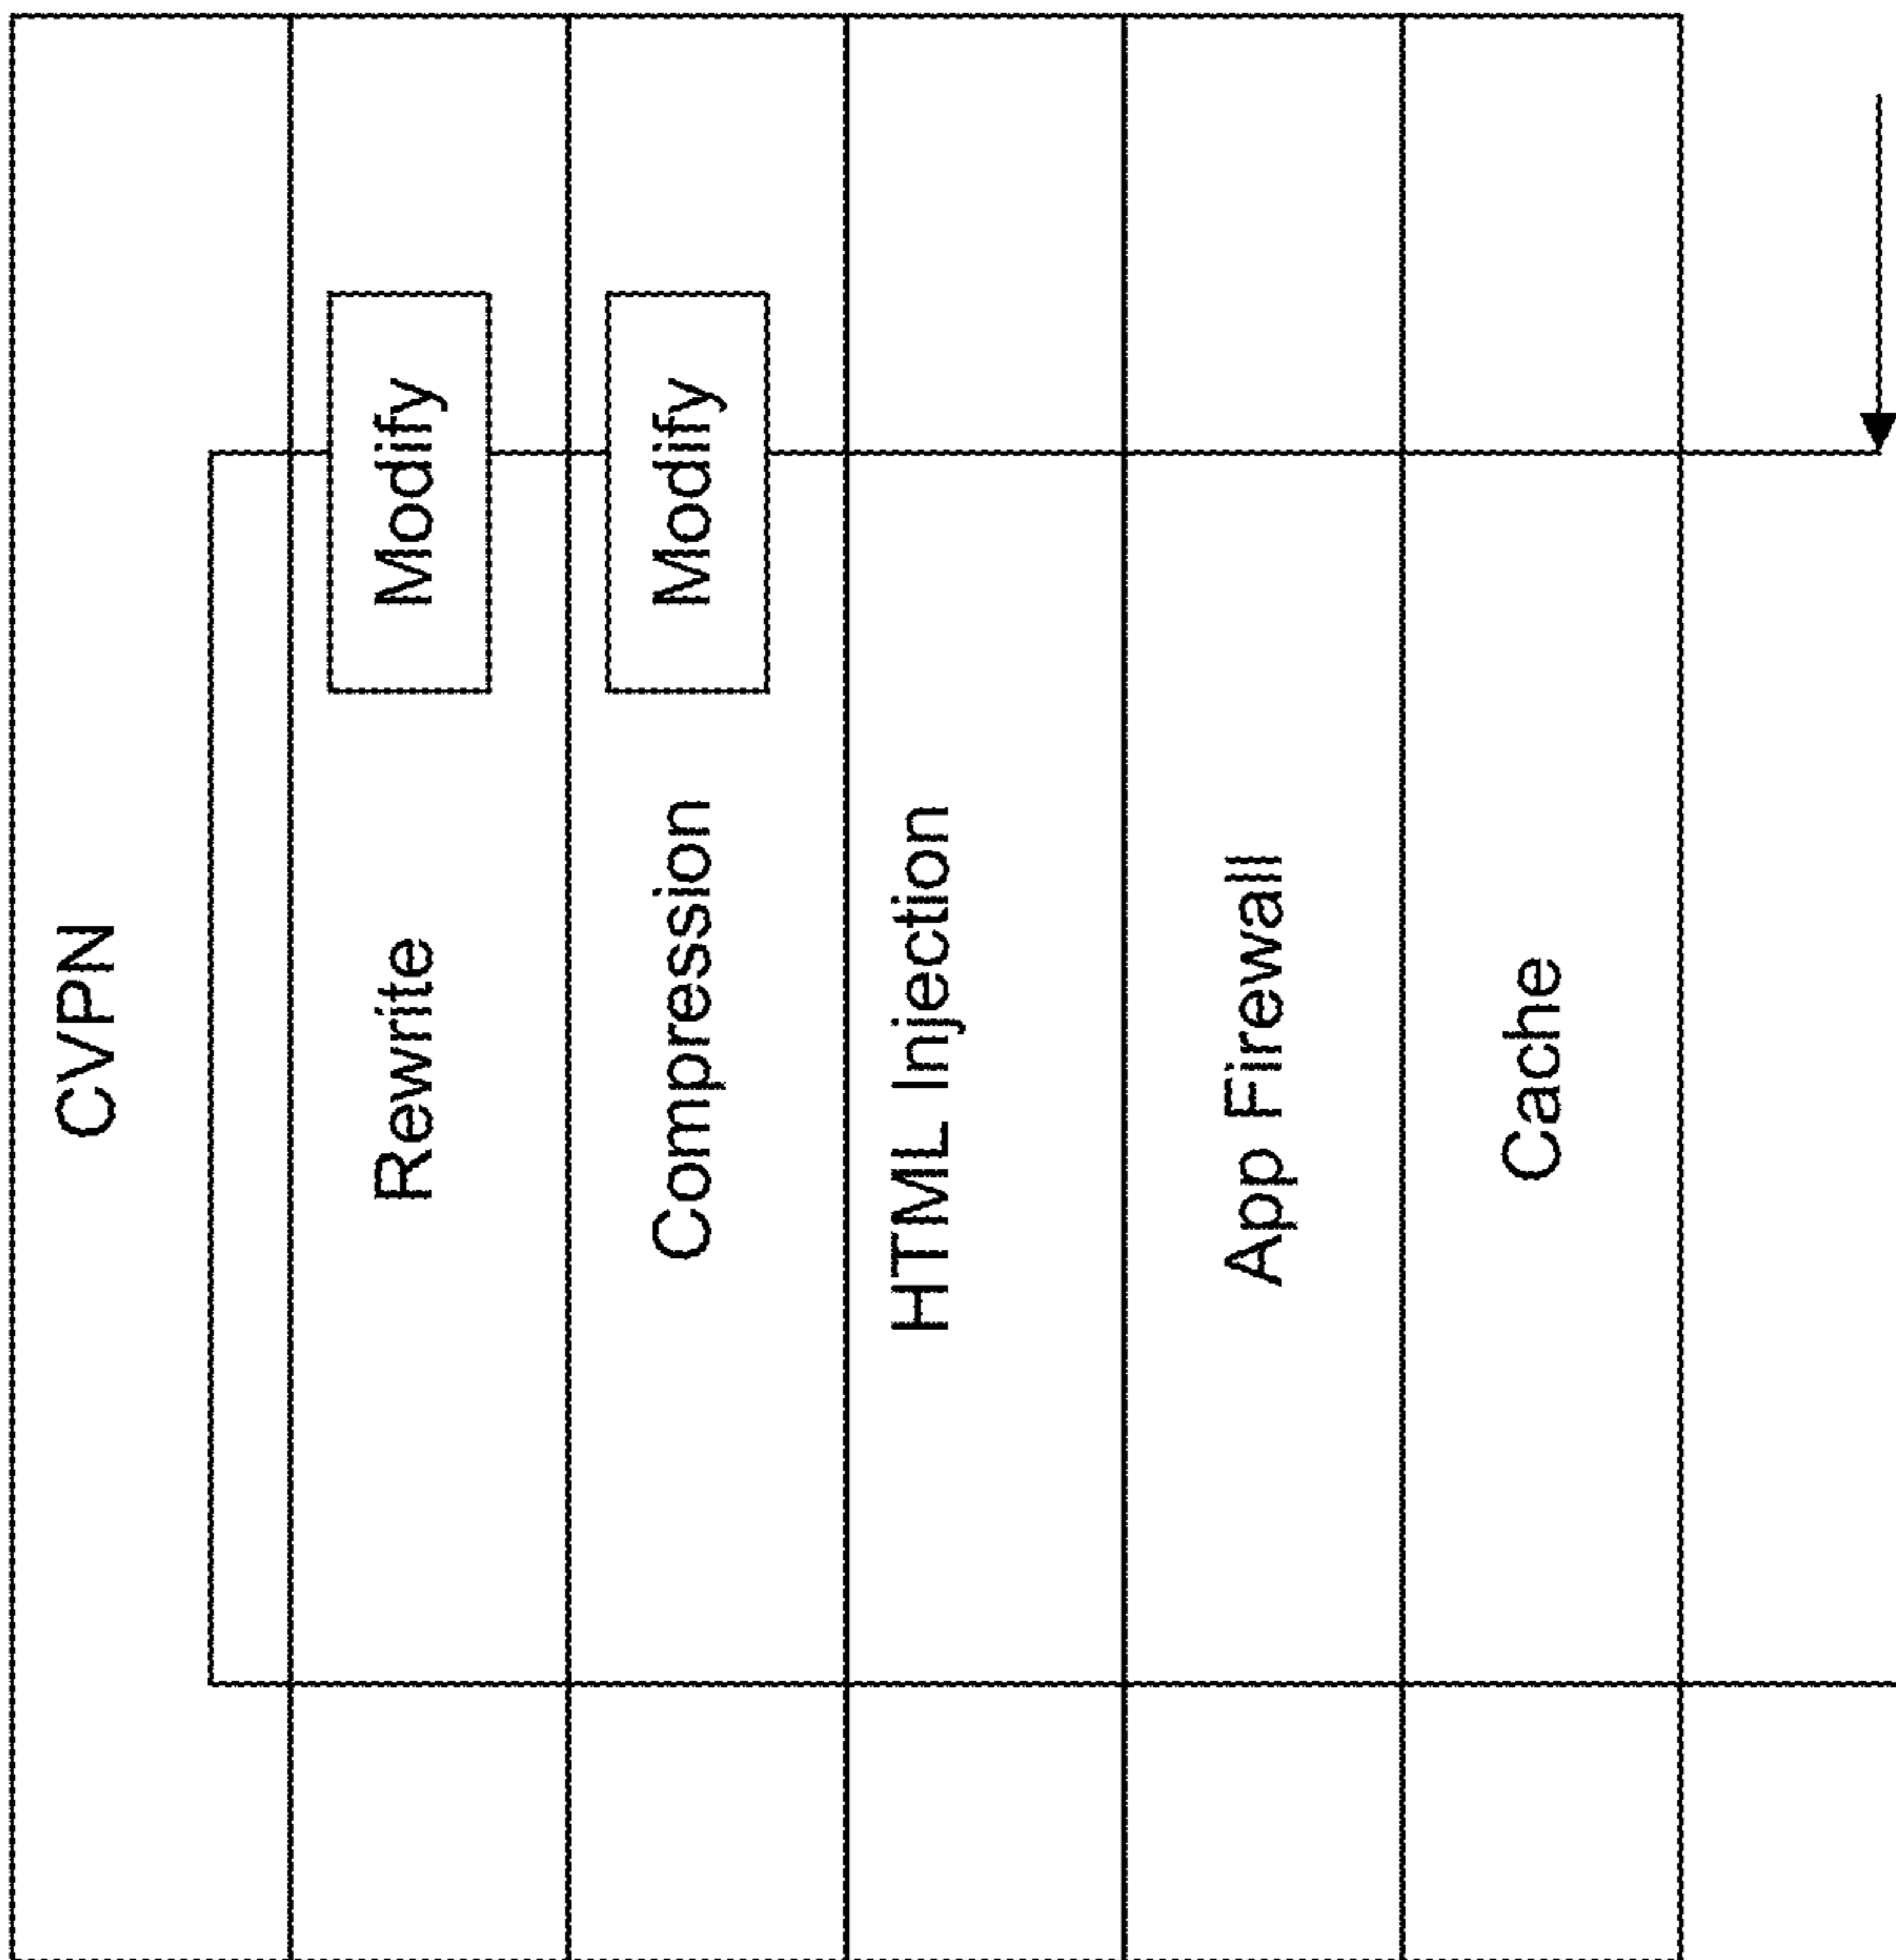 CVPN
Rewrite
Modify
Compression
Modify
HTML Injection
App Firewall
Cache